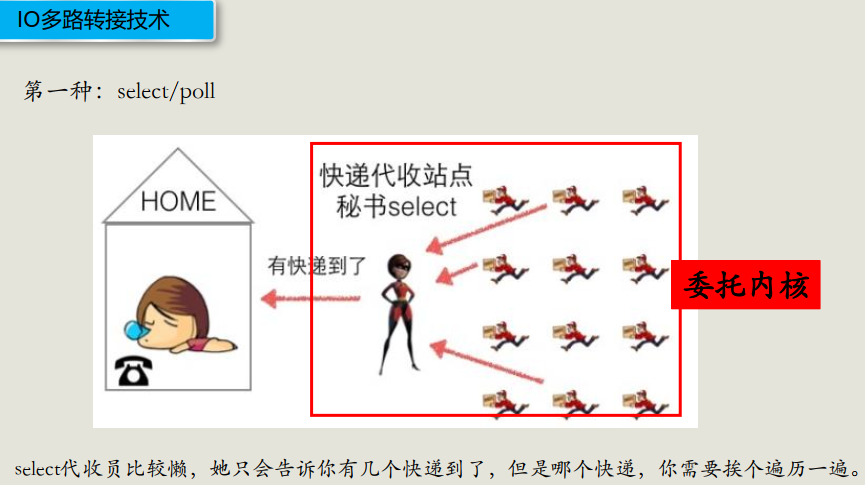 IO多路转接技术
第一种：select/poll
快递代收站点
秘书select
HOME
有快递到了
委托内核
select代收员比较懒，她只会告诉你有几个快递到了，但是哪个快递，你需要挨个遍历一遍。